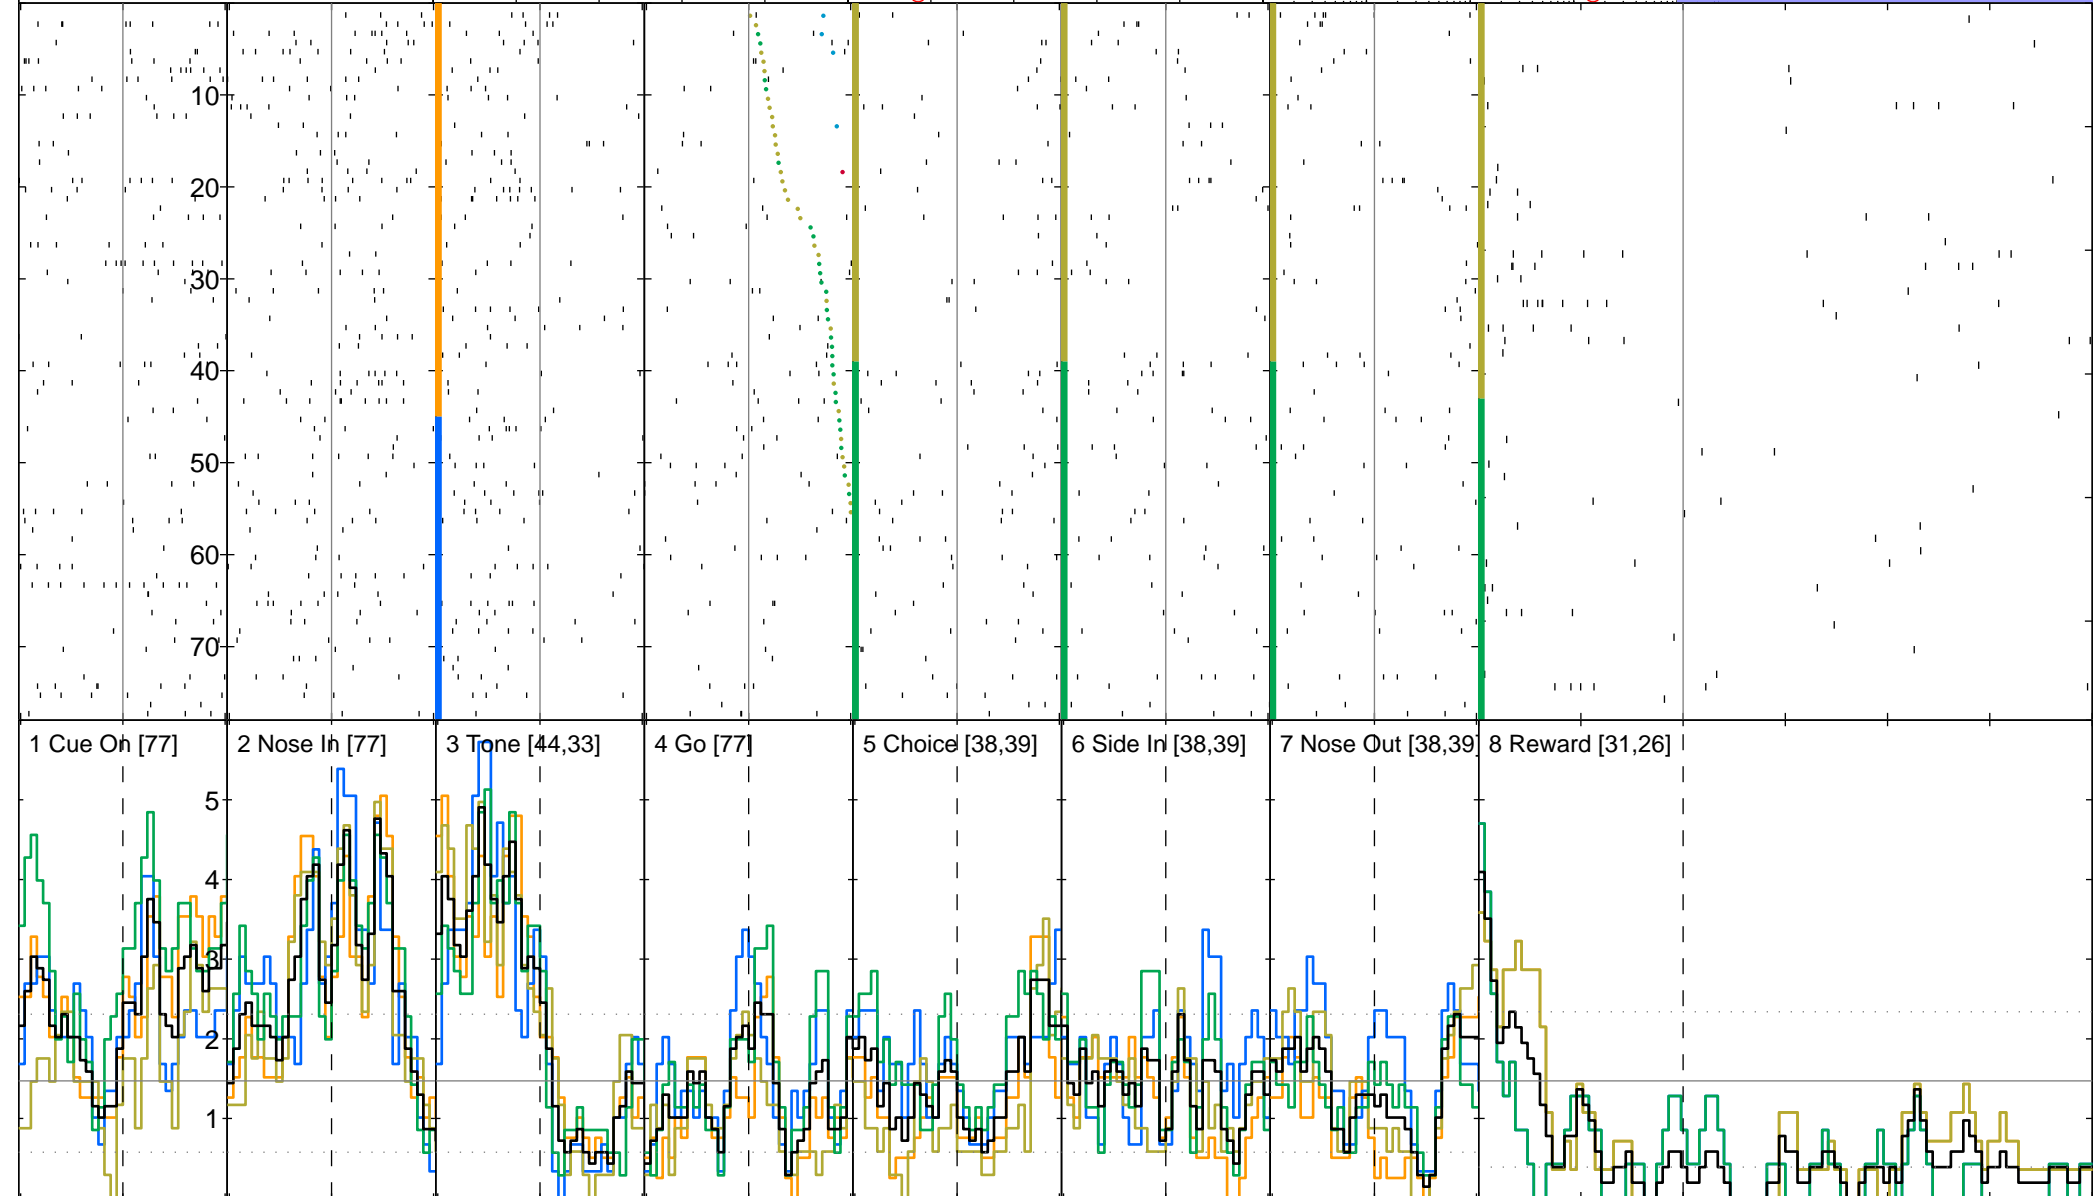 10
20
30
40
50
60
70
1 Cue On [77]
2 Nose In [77]
3 Tone [44,33]
4 Go [77]
5 Choice [38,39]
6 Side In [38,39]
7 Nose Out [38,39]
8 Reward [31,26]
5
4
3
2
1